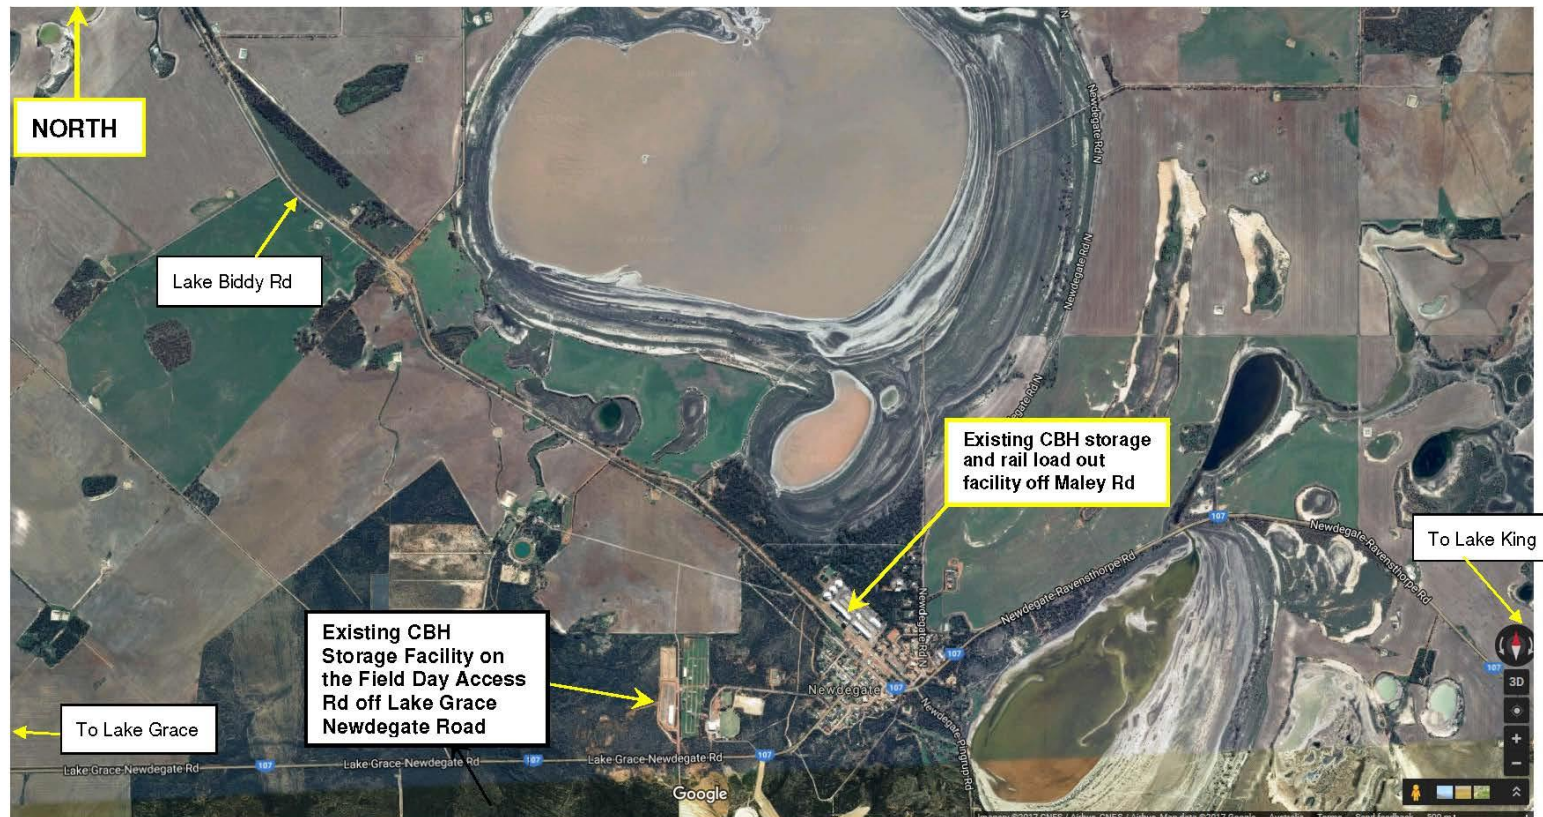 NORTH
Lake Biddy Rd
Newdegate Rd N
Newdegate Rd N
Existing CBH storage
and rail load out
facility off Maley Rd
107
Newdegate-Ravensthorpe Rd
Newdegate-Ravensthorpe Rd
To Lake King
Existing CBH
Storage Facility on
the Field Day Access
Rd off Lake Grace
Newdegate Road
Newdegate Rd N
107
107
3D
Newdegate
107
Newdegate-Pingrup Rd
To Lake Grace
Lake Grace-Newdegate Rd
107
Lake Grace-Newdegate Rd
107
Lake Grace-Newdegate Rd
107
Google